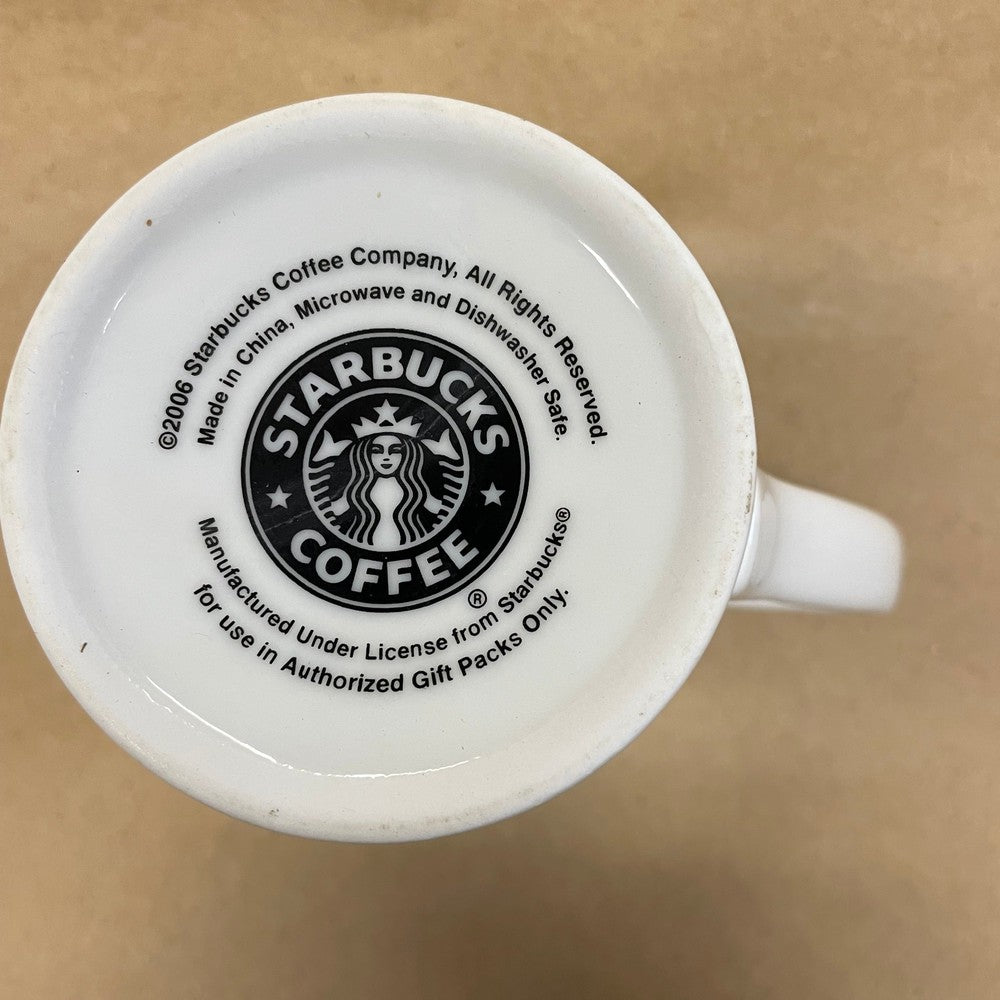 ©2006 Starbucks Coffee Company, All Rights Reserved.
Made in China, Microwave and Dishwasher Safe.
STARBUCKS
COFFEE
®
Manufactured Under License from Starbucks®
for use in Authorized Gift Packs Only.